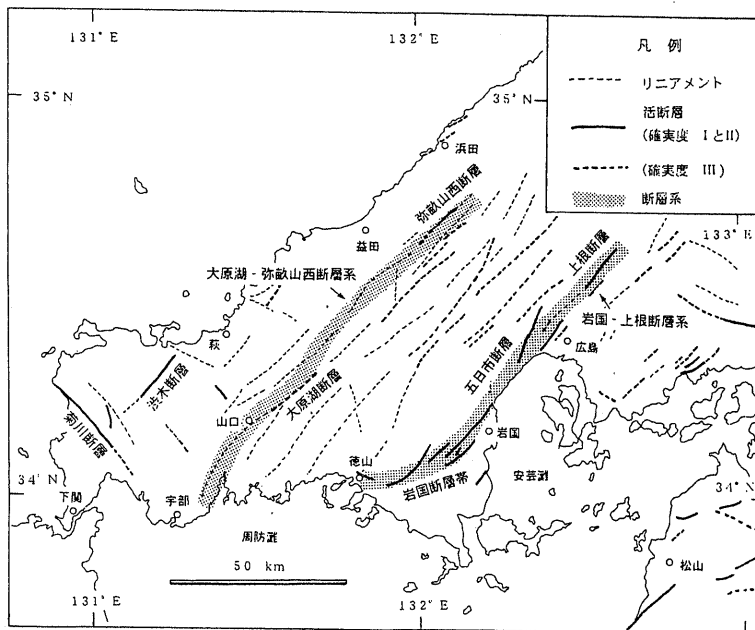 131° E
132° E
35° N
35° N
凡 例
リニアメント
活断層
(確実度 I とII)
(確実度 III)
断層系
133° E
浜田
弥畝山西断層
益田
大原湖 - 弥畝山西断層系
上根断層
岩国 - 上根断層系
萩
広島
渋木断層
五日市断層
大原湖断層
山口
菊川断層
岩国
徳山
岩国断層帯
安芸灘
34° N
34° N
下関
宇部
周防灘
松山
50 km
131° E
132° E